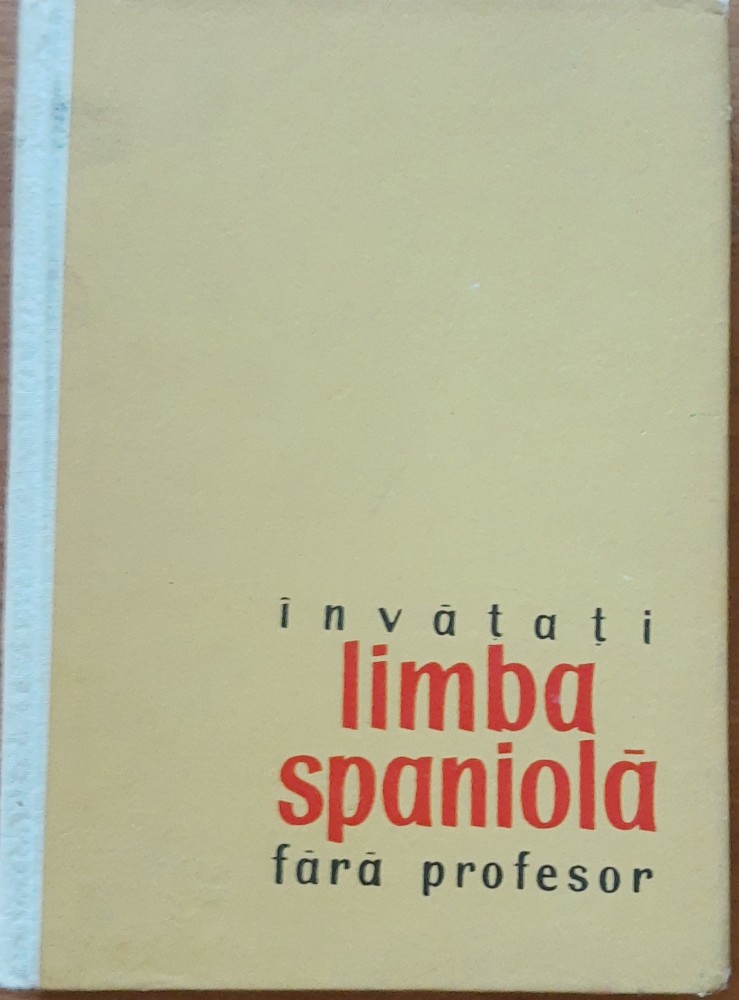 învățați
limba
spaniolă
fără profesor